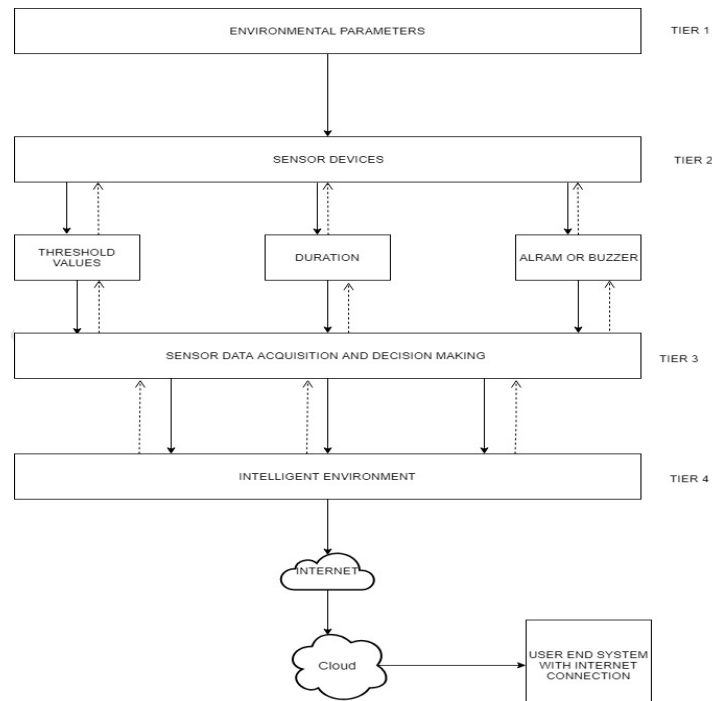 ENVIRONMENTAL PARAMETERS
TIER 1
SENSOR DEVICES
TIER 2
THRESHOLD
VALUES
DURATION
ALRAM OR BUZZER
SENSOR DATA ACQUISITION AND DECISION MAKING
TIER 3
INTELLIGENT ENVIRONMENT
TIER 4
INTERNET
Cloud
USER END SYSTEM
WITH INTERNET
CONNECTION